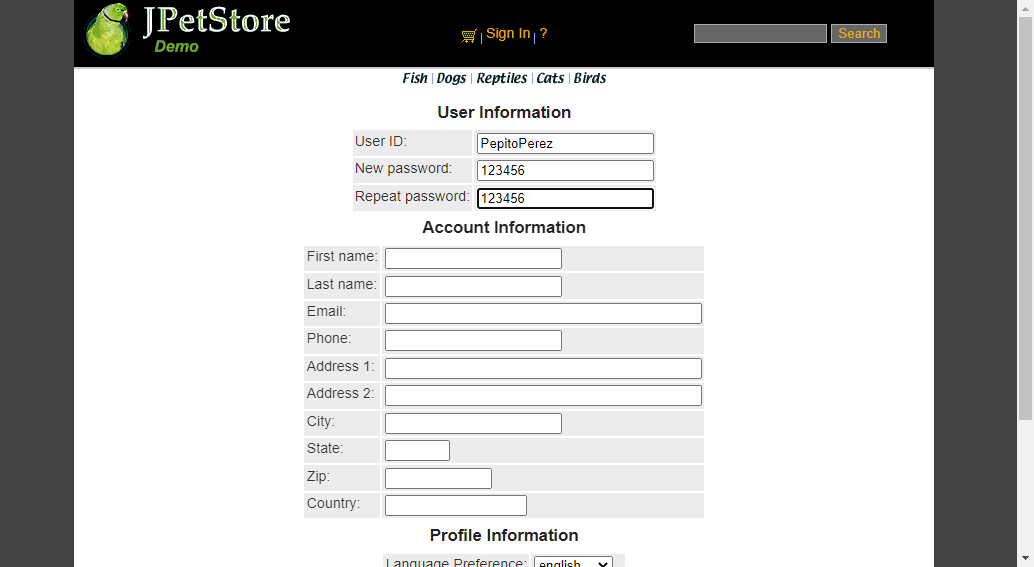 JPetStore
Demo
Sign In | ?
Search
Fish | Dogs | Reptiles | Cats | Birds
User Information
User ID: PepitoPerez
New password: 123456
Repeat password: 123456
Account Information
First name:
Last name:
Email:
Phone:
Address 1:
Address 2:
City:
State:
Zip:
Country:
Profile Information
Language Preference: english